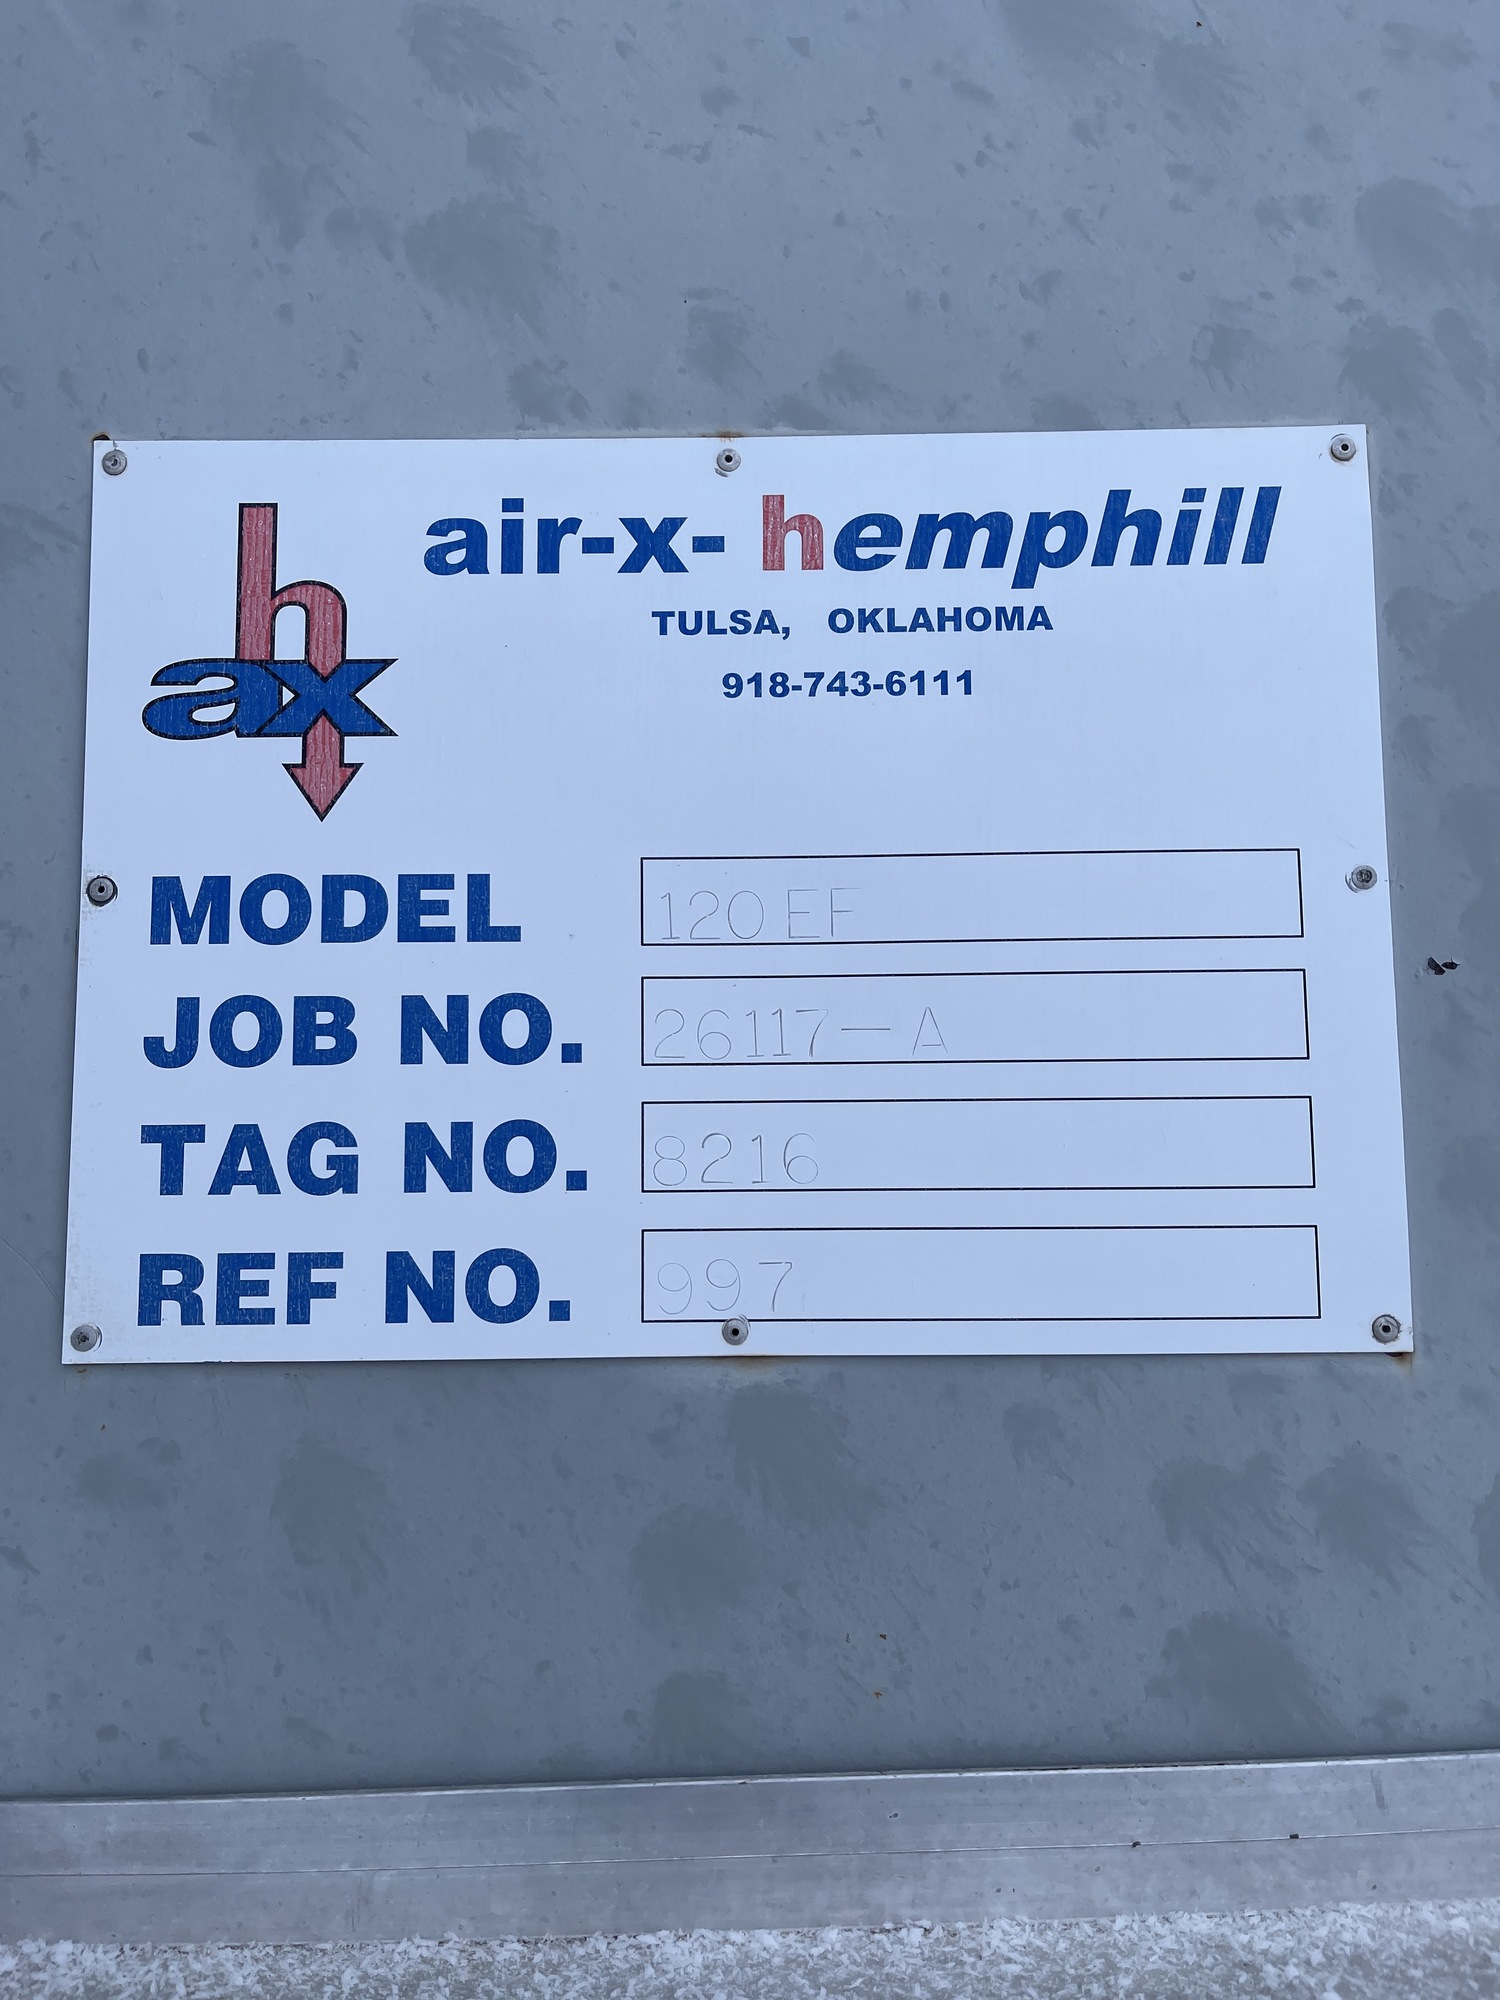 hax
air-x- hemphill
TULSA, OKLAHOMA
918-743-6111
MODEL 120 EF
JOB NO. 26117-A
TAG NO. 8216
REF NO. 997